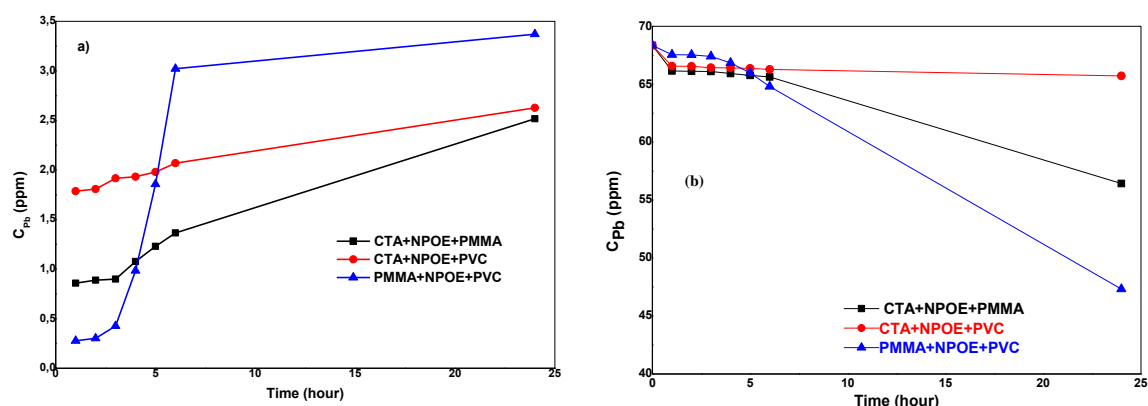 a)
C_Pb (ppm)
3,5
3,0
2,5
2,0
1,5
1,0
0,5
0,0
0 5 10 15 20 25
Time (hour)
CTA+NPOE+PMMA
CTA+NPOE+PVC
PMMA+NPOE+PVC
(b)
C_Pb (ppm)
70
65
60
55
50
45
40
0 5 10 15 20 25
Time (hour)
CTA+NPOE+PMMA
CTA+NPOE+PVC
PMMA+NPOE+PVC